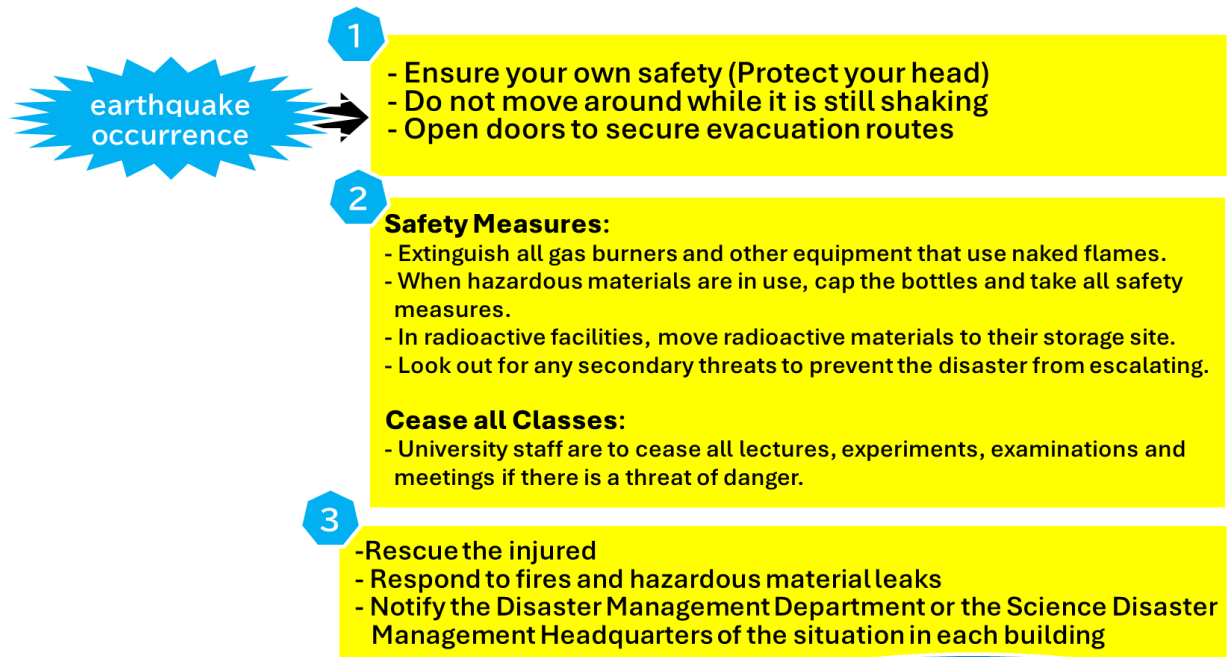 earthquake
occurrence
1
- Ensure your own safety (Protect your head)
- Do not move around while it is still shaking
- Open doors to secure evacuation routes
2
Safety Measures:
- Extinguish all gas burners and other equipment that use naked flames.
- When hazardous materials are in use, cap the bottles and take all safety
measures.
- In radioactive facilities, move radioactive materials to their storage site.
- Look out for any secondary threats to prevent the disaster from escalating.
Cease all Classes:
- University staff are to cease all lectures, experiments, examinations and
meetings if there is a threat of danger.
3
-Rescue the injured
- Respond to fires and hazardous material leaks
- Notify the Disaster Management Department or the Science Disaster
Management Headquarters of the situation in each building